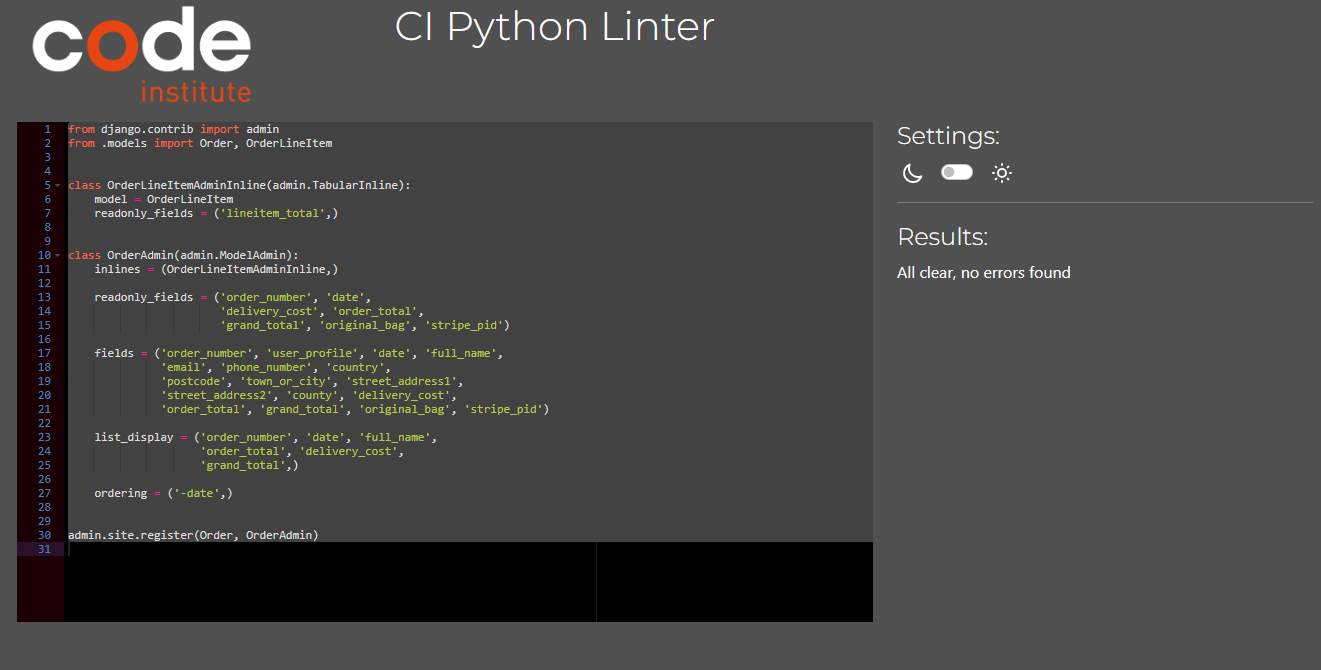 code
institute
CI Python Linter
1 from django.contrib import admin
2 from .models import Order, OrderLineItem
3
4
5 class OrderLineItemAdminInline(admin.TabularInline):
6     model = OrderLineItem
7     readonly_fields = ('lineitem_total',)
8
9
10 class OrderAdmin(admin.ModelAdmin):
11     inlines = (OrderLineItemAdminInline,)
12
13     readonly_fields = ('order_number', 'date',
14                        'delivery_cost', 'order_total',
15                        'grand_total', 'original_bag', 'stripe_pid')
16
17     fields = ('order_number', 'user_profile', 'date', 'full_name',
18               'email', 'phone_number', 'country',
19               'postcode', 'town_or_city', 'street_address1',
20               'street_address2', 'county', 'delivery_cost',
21               'order_total', 'grand_total', 'original_bag', 'stripe_pid')
22
23     list_display = ('order_number', 'date', 'full_name',
24                     'order_total', 'delivery_cost',
25                     'grand_total',)
26
27     ordering = ('-date',)
28
29
30 admin.site.register(Order, OrderAdmin)
31
Settings:
Results:
All clear, no errors found